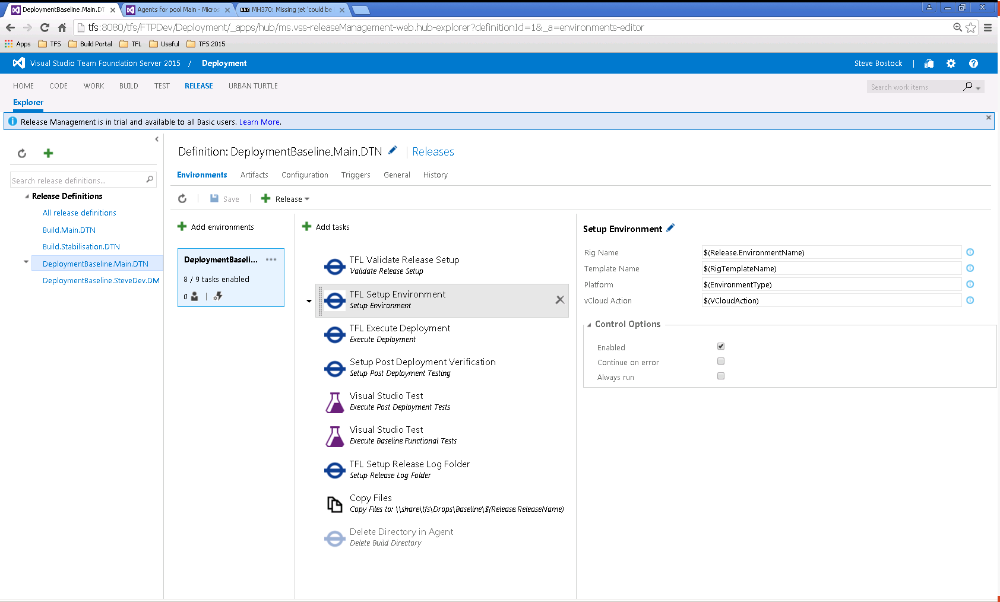 DeploymentBaseline.Main.DT
Agents for pool Main - Micros
BBC MH370: Missing jet 'could be
tfs:8080/tfs/FTPDev/Deployment/_apps/hub/ms.vss-releaseManagement-web.hub-explorer?definitionId=1&_a=environments-editor
Apps TFS Build Portal TFL Useful TFS 2015
Visual Studio Team Foundation Server 2015 / Deployment
Steve Bostock
HOME CODE WORK BUILD TEST RELEASE URBAN TURTLE
Search work items
Explorer
Release Management is in trial and available to all Basic users. Learn More.
Search release definitions...
Release Definitions
All release definitions
Build.Main.DTN
Build.Stabilisation.DTN
DeploymentBaseline.Main.DTN
DeploymentBaseline.SteveDev.DM
Definition: DeploymentBaseline.Main.DTN | Releases
Environments Artifacts Configuration Triggers General History
Save Release
Add environments
DeploymentBaseli...
8 / 9 tasks enabled
0
Add tasks
TFL Validate Release Setup
Validate Release Setup
TFL Setup Environment
Setup Environment
TFL Execute Deployment
Execute Deployment
Setup Post Deployment Verification
Setup Post Deployment Testing
Visual Studio Test
Execute Post Deployment Tests
Visual Studio Test
Execute Baseline.Functional Tests
TFL Setup Release Log Folder
Setup Release Log Folder
Copy Files
Copy Files to: \\share\tfs\Drops\Baseline\$(Release.ReleaseName)
Delete Directory in Agent
Delete Build Directory
Setup Environment
Rig Name $(Release.EnvironmentName)
Template Name $(RigTemplateName)
Platform $(EnvironmentType)
vCloud Action $(VCloudAction)
Control Options
Enabled
Continue on error
Always run